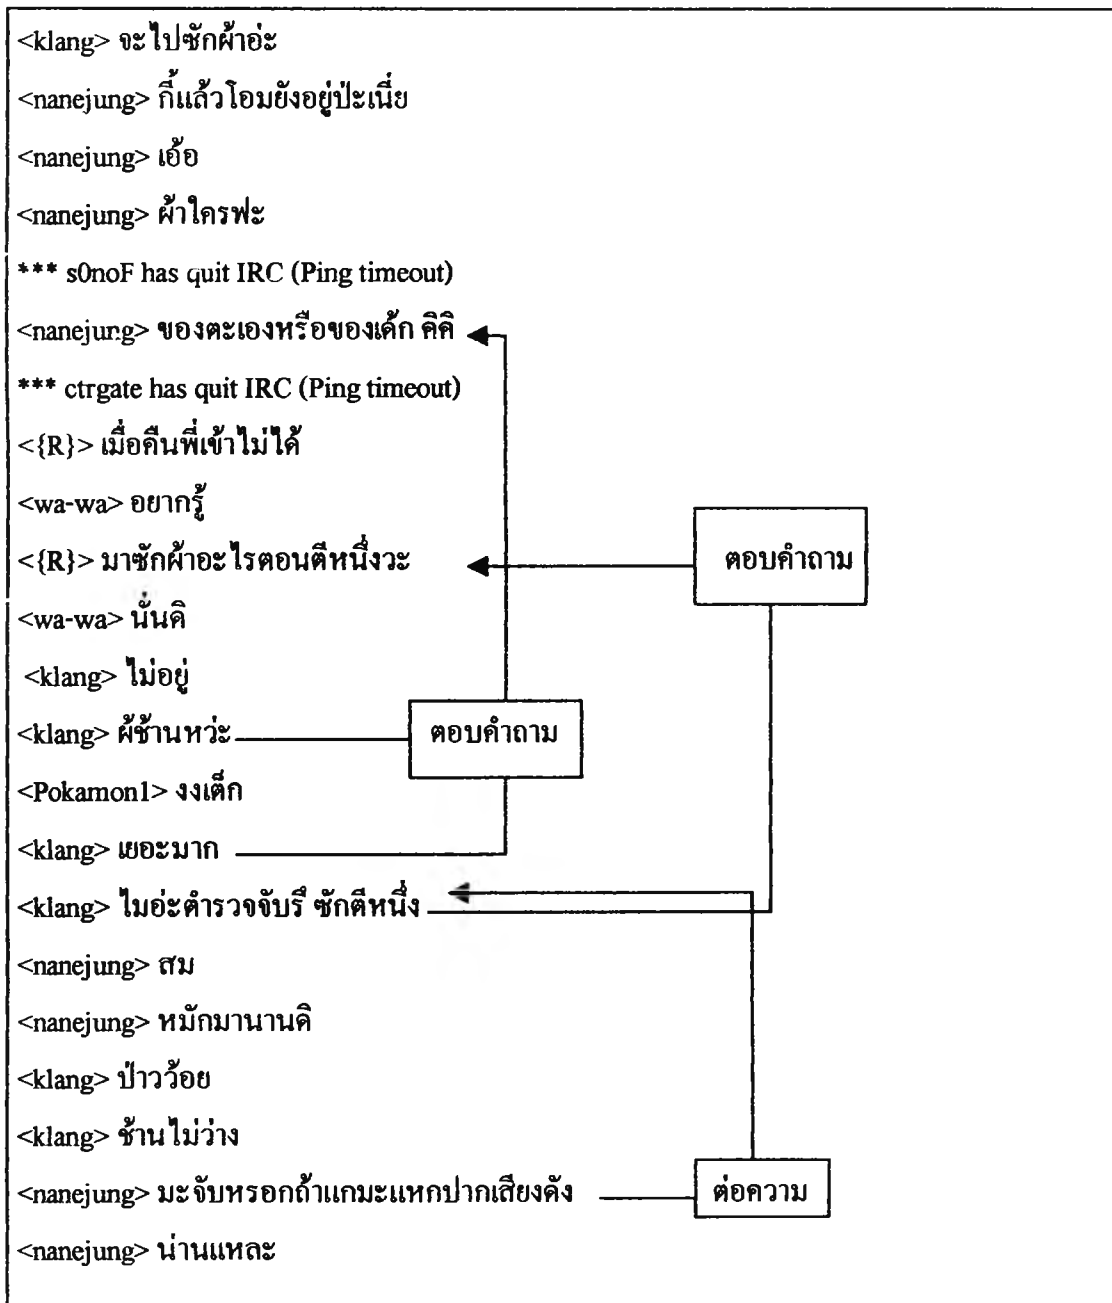 <klang> จะไปซักผ้าอ่ะ
<nanejung> กี้แล้วโอมยังอยู่ป่ะเนี่ย
<nanejung> เอ้อ
<nanejung> ผ้าใครฟะ
*** s0noF has quit IRC (Ping timeout)
<nanejung> ของตะเองหรือของเด้ก คิคิ
*** ctrgate has quit IRC (Ping timeout)
<{R}> เมื่อคืนพี่เข้าไม่ได้
<wa-wa> อยากรู้
<{R}> มาซักผ้าอะไรตอนตีหนึ่งวะ
ตอบคำถาม
<wa-wa> นั่นดิ
<klang> ไม่อยู่
<klang> ผ้ช้านหว่ะ
ตอบคำถาม
<Pokamon1> งงเต็ก
<klang> เยอะมาก
<klang> ไมอ่ะตำรวจจับรึ ซักตีหนึ่ง
<nanejung> สม
<nanejung> หมักมานานดิ
<klang> ป่าวว้อย
<klang> ช้านไม่ว่าง
<nanejung> มะจับหรอกถ้าแกมะแหกปากเสียงดัง
ต่อความ
<nanejung> น่านแหละ